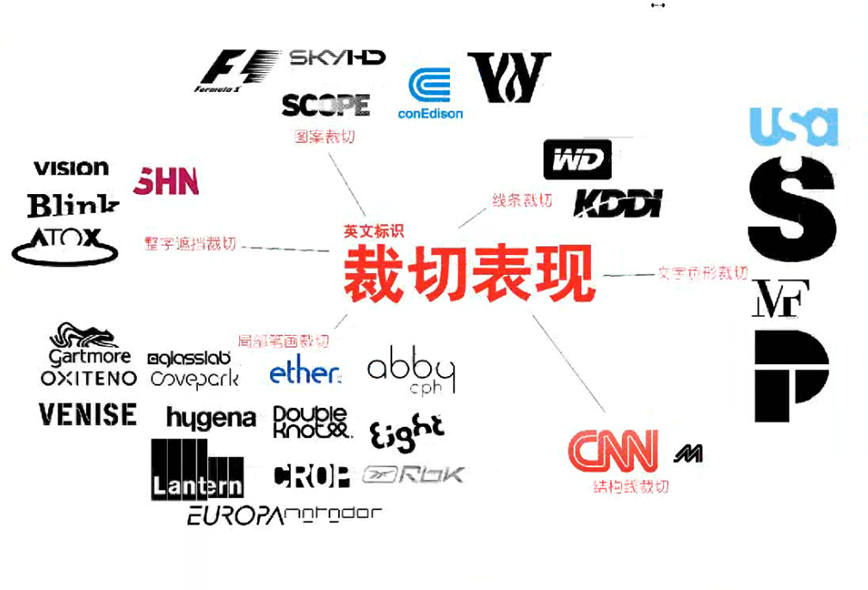 F1
Formula 1
SKYHD
SCOPE
conEdison
W
图案裁切
usa
S
MF
P
文字负形裁切
WD
KDDI
线条裁切
VISION
SHN
Blink
ATOX
整字遮挡裁切
英文标识
裁切表现
局部笔画裁切
Gartmore
glasslab
ether.
abby
cph
OXITENO
Covepark
VENISE
hygena
Double
Knot&.
Eight
Lantern
CROP
RBK
EUROPA
matador
CNN
M
结构线裁切